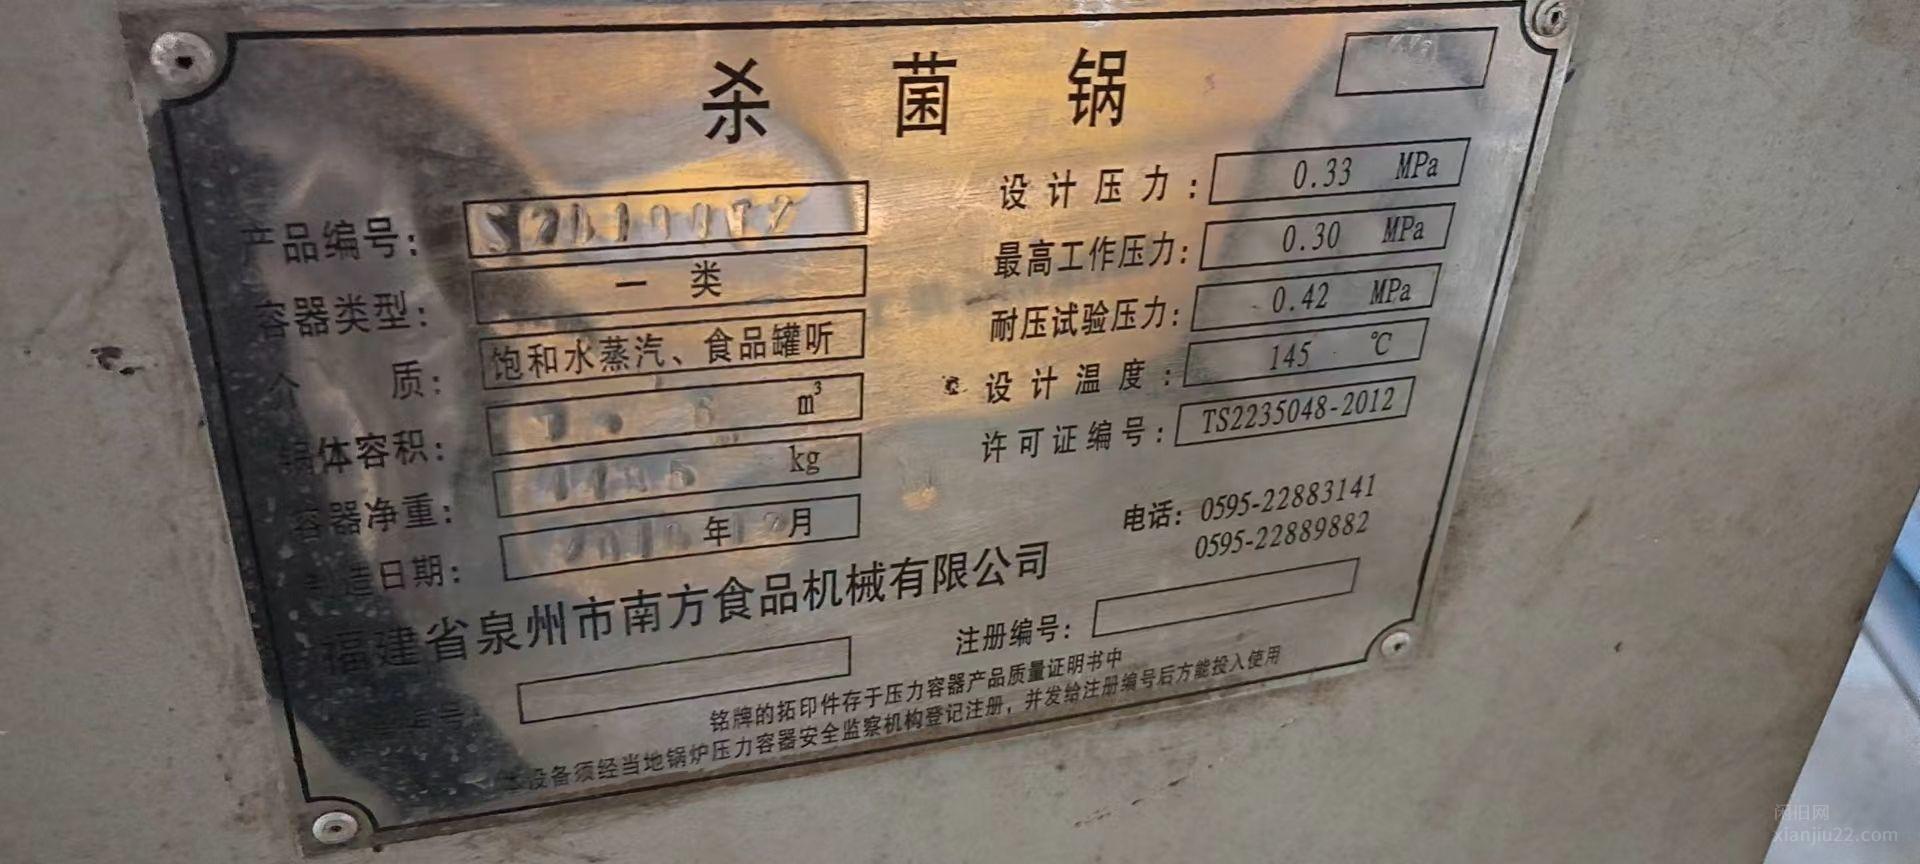 杀菌锅
产品编号:
容器类型: 一类
介质: 饱和水蒸汽、食品罐听
锅体容积: m³
容器净重: kg
制造日期: 年 月
设计压力: 0.33 MPa
最高工作压力: 0.30 MPa
耐压试验压力: 0.42 MPa
设计温度: 145 ℃
许可证编号: TS2235048-2012
电话: 0595-22883141
0595-22889882
福建省泉州市南方食品机械有限公司
注册编号:
编号:
铭牌的拓印件存于压力容器产品质量证明书中
本设备须经当地锅炉压力容器安全监察机构登记注册，并发给注册编号后方能投入使用
闲旧网
xianjiu22.com